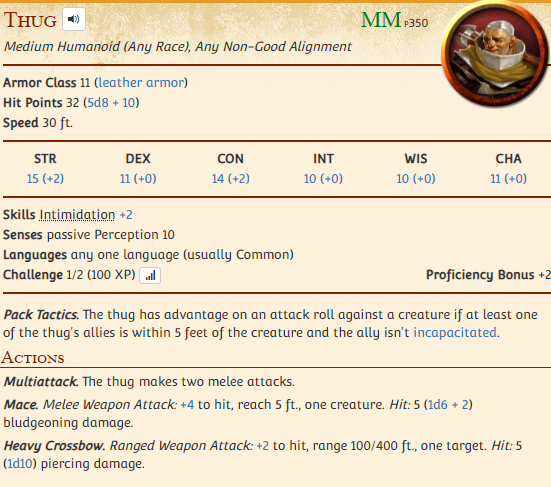 Thug MM P350
Medium Humanoid (Any Race), Any Non-Good Alignment
Armor Class 11 (leather armor)
Hit Points 32 (5d8 + 10)
Speed 30 ft.
STR DEX CON INT WIS CHA
15 (+2) 11 (+0) 14 (+2) 10 (+0) 10 (+0) 11 (+0)
Skills Intimidation +2
Senses passive Perception 10
Languages any one language (usually Common)
Challenge 1/2 (100 XP) Proficiency Bonus +2
Pack Tactics. The thug has advantage on an attack roll against a creature if at least one
of the thug's allies is within 5 feet of the creature and the ally isn't incapacitated.
Actions
Multiattack. The thug makes two melee attacks.
Mace. Melee Weapon Attack: +4 to hit, reach 5 ft., one creature. Hit: 5 (1d6 + 2)
bludgeoning damage.
Heavy Crossbow. Ranged Weapon Attack: +2 to hit, range 100/400 ft., one target. Hit: 5
(1d10) piercing damage.